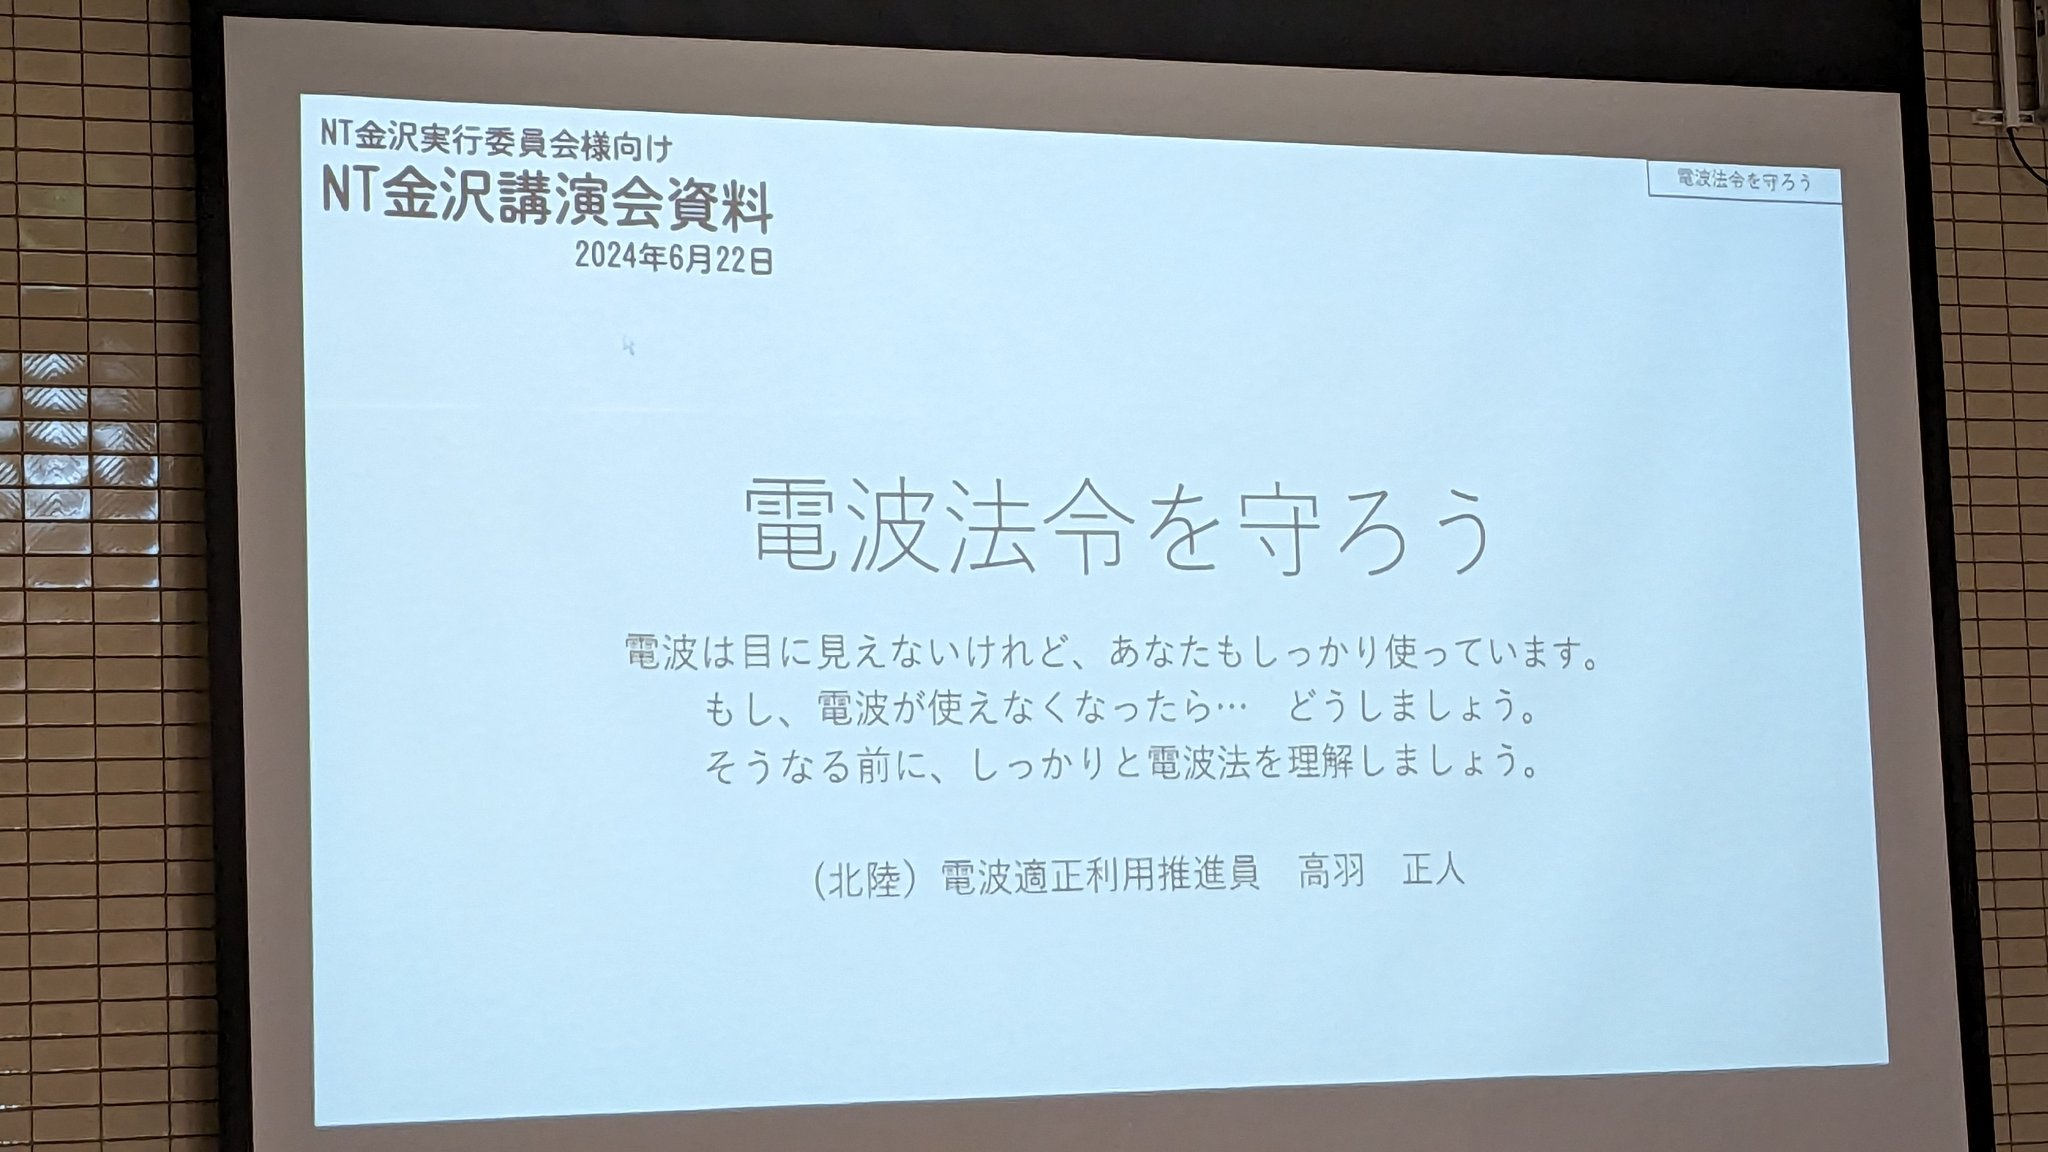 NT金沢実行委員会様向け
NT金沢講演会資料
2024年6月22日
電波法令を守ろう
電波法令を守ろう
電波は目に見えないけれど、あなたもしっかり使っています。
もし、電波が使えなくなったら… どうしましょう。
そうなる前に、しっかりと電波法を理解しましょう。
(北陸) 電波適正利用推進員 高羽 正人